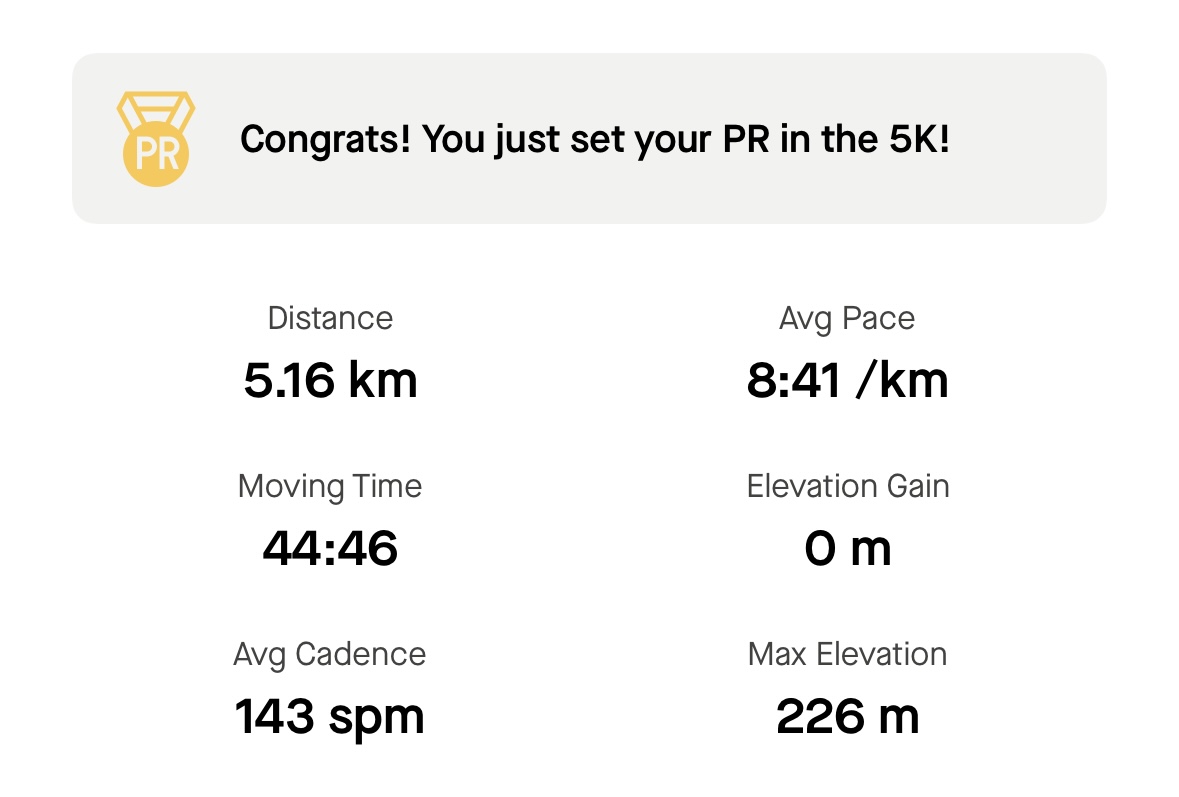 PR
Congrats! You just set your PR in the 5K!
Distance
5.16 km
Avg Pace
8:41 /km
Moving Time
44:46
Elevation Gain
0 m
Avg Cadence
143 spm
Max Elevation
226 m